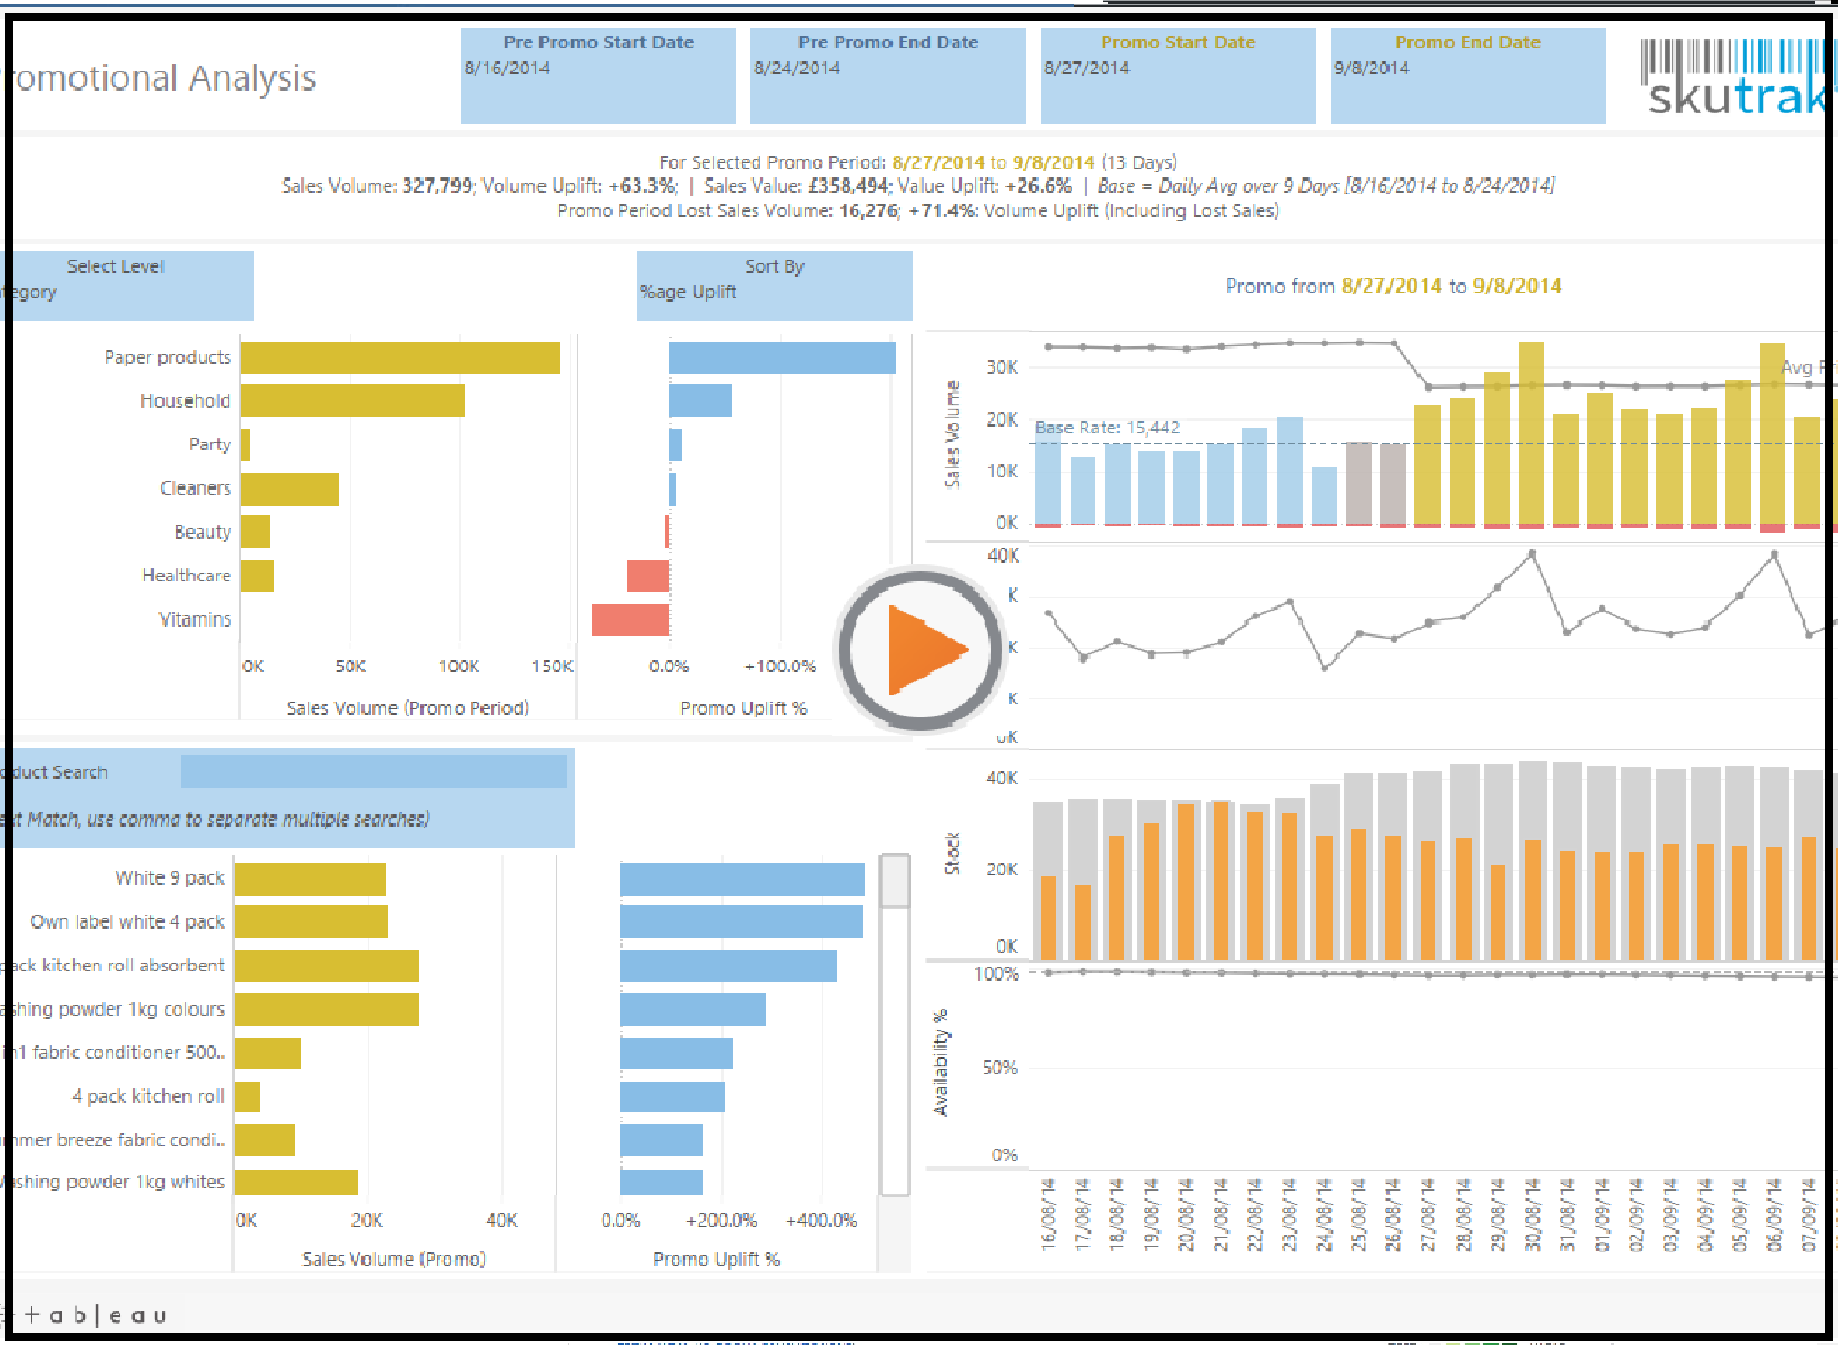 Pre Promo Start Date
8/16/2014
Pre Promo End Date
8/24/2014
Promo Start Date
8/27/2014
Promo End Date
9/8/2014
romotional Analysis
skutrak
For Selected Promo Period: 8/27/2014 to 9/8/2014 (13 Days)
Sales Volume: 327,799; Volume Uplift: +63.3%; | Sales Value: £358,494; Value Uplift: +26.6% | Base = Daily Avg over 9 Days [8/16/2014 to 8/24/2014]
Promo Period Lost Sales Volume: 16,276; +71.4%: Volume Uplift (Including Lost Sales)
Select Level
tegory
Sort By
%age Uplift
Paper products
Household
Party
Cleaners
Beauty
Healthcare
Vitamins
0K 50K 100K 150K
Sales Volume (Promo Period)
0.0% +100.0%
Promo Uplift %
oduct Search
Match, use comma to separate multiple searches)
White 9 pack
Own label white 4 pack
pack kitchen roll absorbent
ashing powder 1kg colours
in1 fabric conditioner 500..
4 pack kitchen roll
mmer breeze fabric condi..
Washing powder 1kg whites
0K 20K 40K
Sales Volume (Promo)
0.0% +200.0% +400.0%
Promo Uplift %
Promo from 8/27/2014 to 9/8/2014
Sales Volume
30K
20K
10K
0K
Avg Pri
Base Rate: 15,442
40K
K
K
K
0K
Stock
40K
20K
0K
Availability %
100%
50%
0%
16/08/14
17/08/14
18/08/14
19/08/14
20/08/14
21/08/14
22/08/14
23/08/14
24/08/14
25/08/14
26/08/14
27/08/14
28/08/14
29/08/14
30/08/14
31/08/14
01/09/14
02/09/14
03/09/14
04/09/14
05/09/14
06/09/14
07/09/14
+ableau